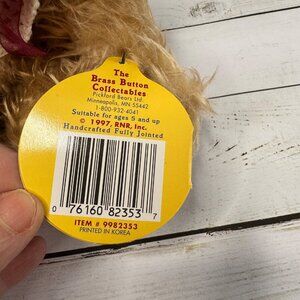 The
Brass Button
Collectables
Pickford Bears Ltd.
Minneapolis, MN 55442
1-800-932-4041
Suitable for ages 5 and up
© 1997, RNR, Inc.
Handcrafted Fully Jointed
0 76160 82353 7
ITEM # 9982353
PRINTED IN KOREA